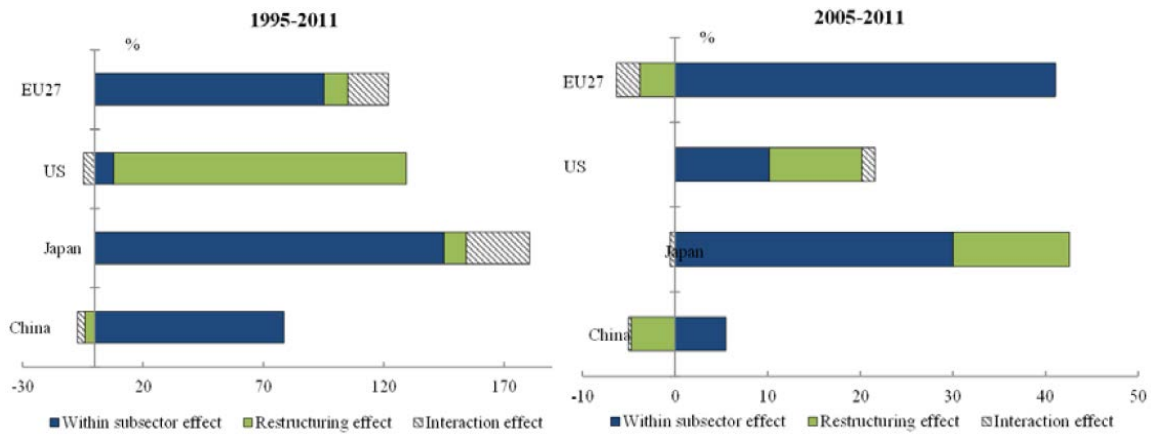 1995-2011
%
EU27
US
Japan
China
-30 20 70 120 170
Within subsector effect Restructuring effect Interaction effect
2005-2011
%
EU27
US
Japan
China
-10 0 10 20 30 40 50
Within subsector effect Restructuring effect Interaction effect